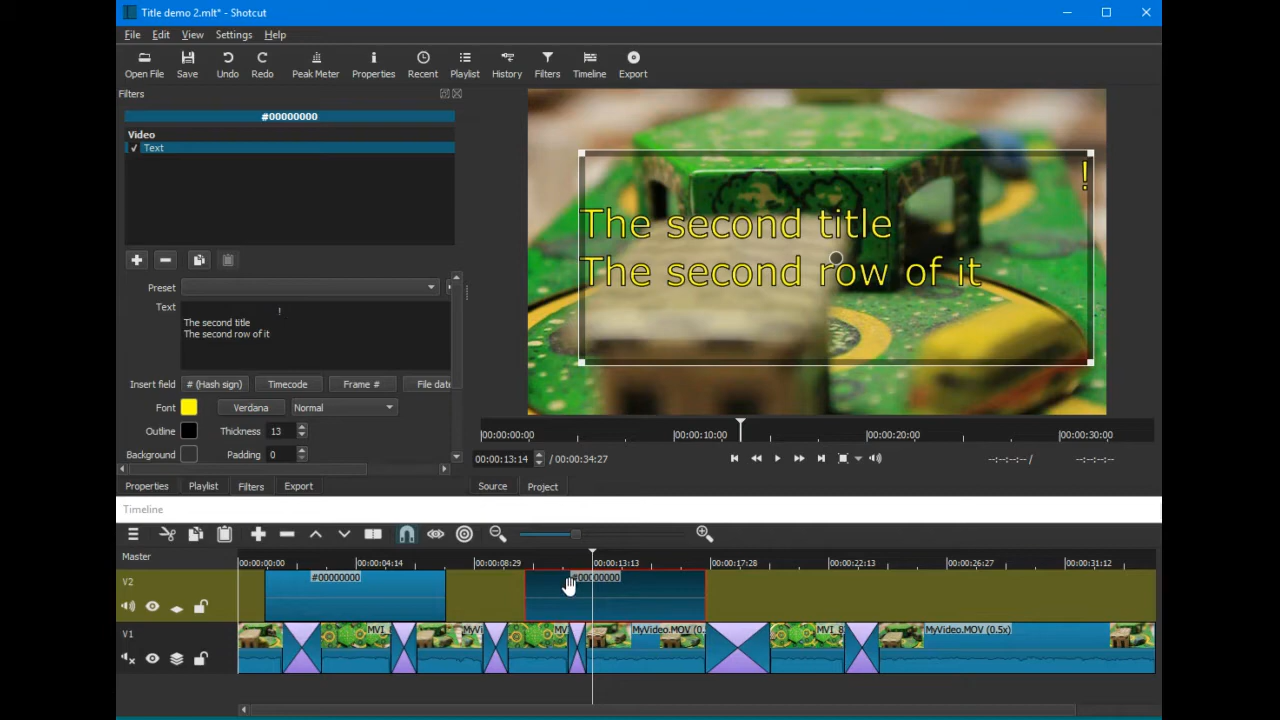 Title demo 2.mlt* - Shotcut
File Edit View Settings Help
Open File Save Undo Redo Peak Meter Properties Recent Playlist History Filters Timeline Export
Filters
#00000000
Video
✓ Text
Preset
Text
!
The second title
The second row of it
Insert field # (Hash sign) Timecode Frame # File date
Font Verdana Normal
Outline Thickness 13
Background Padding 0
Properties Playlist Filters Export
!
The second title
The second row of it
00:00:00:00 00:00:10:00 00:00:20:00 00:00:30:00
00:00:13:14 / 00:00:34:27 --:--:--:-- / --:--:--:--
Source Project
Timeline
Master 00:00:00:00 00:00:04:14 00:00:08:29 00:00:13:13 00:00:17:28 00:00:22:13 00:00:26:27 00:00:31:12
V2 #00000000 #00000000
V1 MVI_ MyVi MV MyVideo.MOV (0. MVI_8 MyVideo.MOV (0.5x)